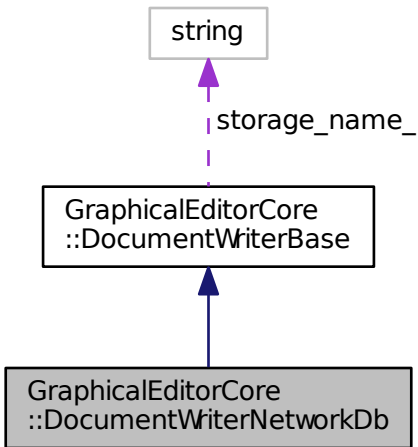 string
storage_name_
GraphicalEditorCore
::DocumentWriterBase
GraphicalEditorCore
::DocumentWriterNetworkDb